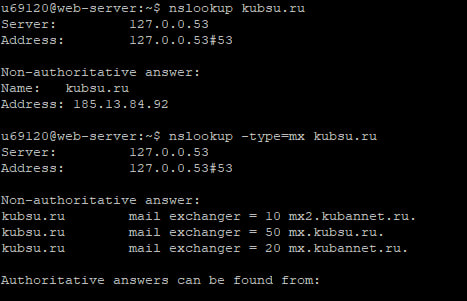 u69120@web-server:~$ nslookup kubsu.ru
Server: 127.0.0.53
Address: 127.0.0.53#53
Non-authoritative answer:
Name: kubsu.ru
Address: 185.13.84.92
u69120@web-server:~$ nslookup -type=mx kubsu.ru
Server: 127.0.0.53
Address: 127.0.0.53#53
Non-authoritative answer:
kubsu.ru mail exchanger = 10 mx2.kubannet.ru.
kubsu.ru mail exchanger = 50 mx.kubsu.ru.
kubsu.ru mail exchanger = 20 mx.kubannet.ru.
Authoritative answers can be found from: